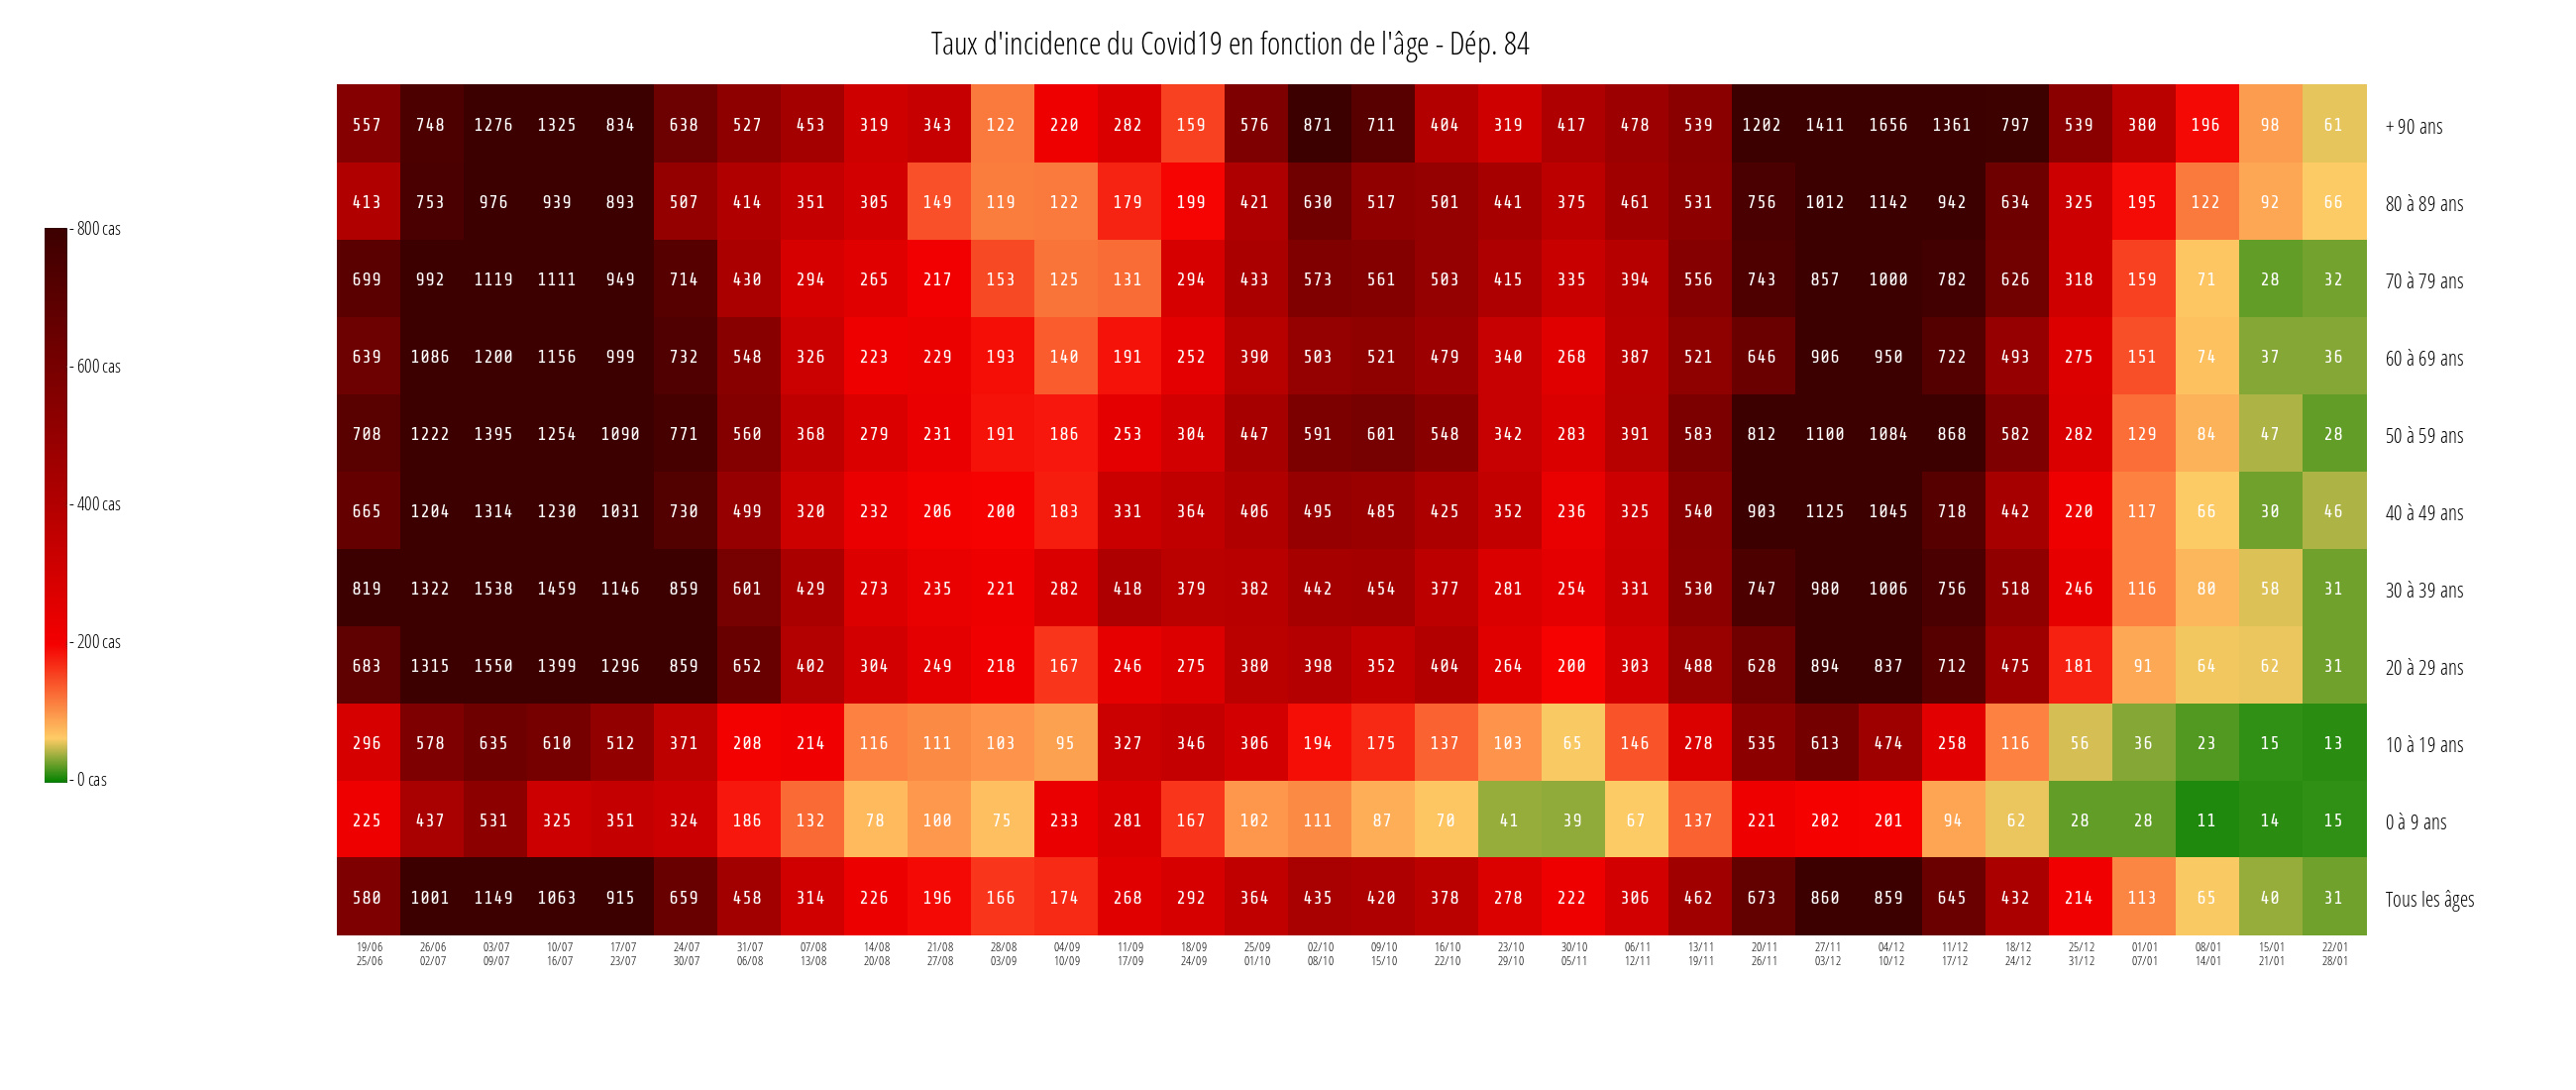 Taux d'incidence du Covid19 en fonction de l'âge - Dép. 84
- 800 cas
- 600 cas
- 400 cas
- 200 cas
- 0 cas
557 748 1276 1325 834 638 527 453 319 343 122 220 282 159 576 871 711 404 319 417 478 539 1202 1411 1656 1361 797 539 380 196 98 61 + 90 ans
413 753 976 939 893 507 414 351 305 149 119 122 179 199 421 630 517 501 441 375 461 531 756 1012 1142 942 634 325 195 122 92 66 80 à 89 ans
699 992 1119 1111 949 714 430 294 265 217 153 125 131 294 433 573 561 503 415 335 394 556 743 857 1000 782 626 318 159 71 28 32 70 à 79 ans
639 1086 1200 1156 999 732 548 326 223 229 193 140 191 252 390 503 521 479 340 268 387 521 646 906 950 722 493 275 151 74 37 36 60 à 69 ans
708 1222 1395 1254 1090 771 560 368 279 231 191 186 253 304 447 591 601 548 342 283 391 583 812 1100 1084 868 582 282 129 84 47 28 50 à 59 ans
665 1204 1314 1230 1031 730 499 320 232 206 200 183 331 364 406 495 485 425 352 236 325 540 903 1125 1045 718 442 220 117 66 30 46 40 à 49 ans
819 1322 1538 1459 1146 859 601 429 273 235 221 282 418 379 382 442 454 377 281 254 331 530 747 980 1006 756 518 246 116 80 58 31 30 à 39 ans
683 1315 1550 1399 1296 859 652 402 304 249 218 167 246 275 380 398 352 404 264 200 303 488 628 894 837 712 475 181 91 64 62 31 20 à 29 ans
296 578 635 610 512 371 208 214 116 111 103 95 327 346 306 194 175 137 103 65 146 278 535 613 474 258 116 56 36 23 15 13 10 à 19 ans
225 437 531 325 351 324 186 132 78 100 75 233 281 167 102 111 87 70 41 39 67 137 221 202 201 94 62 28 28 11 14 15 0 à 9 ans
580 1001 1149 1063 915 659 458 314 226 196 166 174 268 292 364 435 420 378 278 222 306 462 673 860 859 645 432 214 113 65 40 31 Tous les âges
19/06 26/06 03/07 10/07 17/07 24/07 31/07 07/08 14/08 21/08 28/08 04/09 11/09 18/09 25/09 02/10 09/10 16/10 23/10 30/10 06/11 13/11 20/11 27/11 04/12 11/12 18/12 25/12 01/01 08/01 15/01 22/01
25/06 02/07 09/07 16/07 23/07 30/07 06/08 13/08 20/08 27/08 03/09 10/09 17/09 24/09 01/10 08/10 15/10 22/10 29/10 05/11 12/11 19/11 26/11 03/12 10/12 17/12 24/12 31/12 07/01 14/01 21/01 28/01